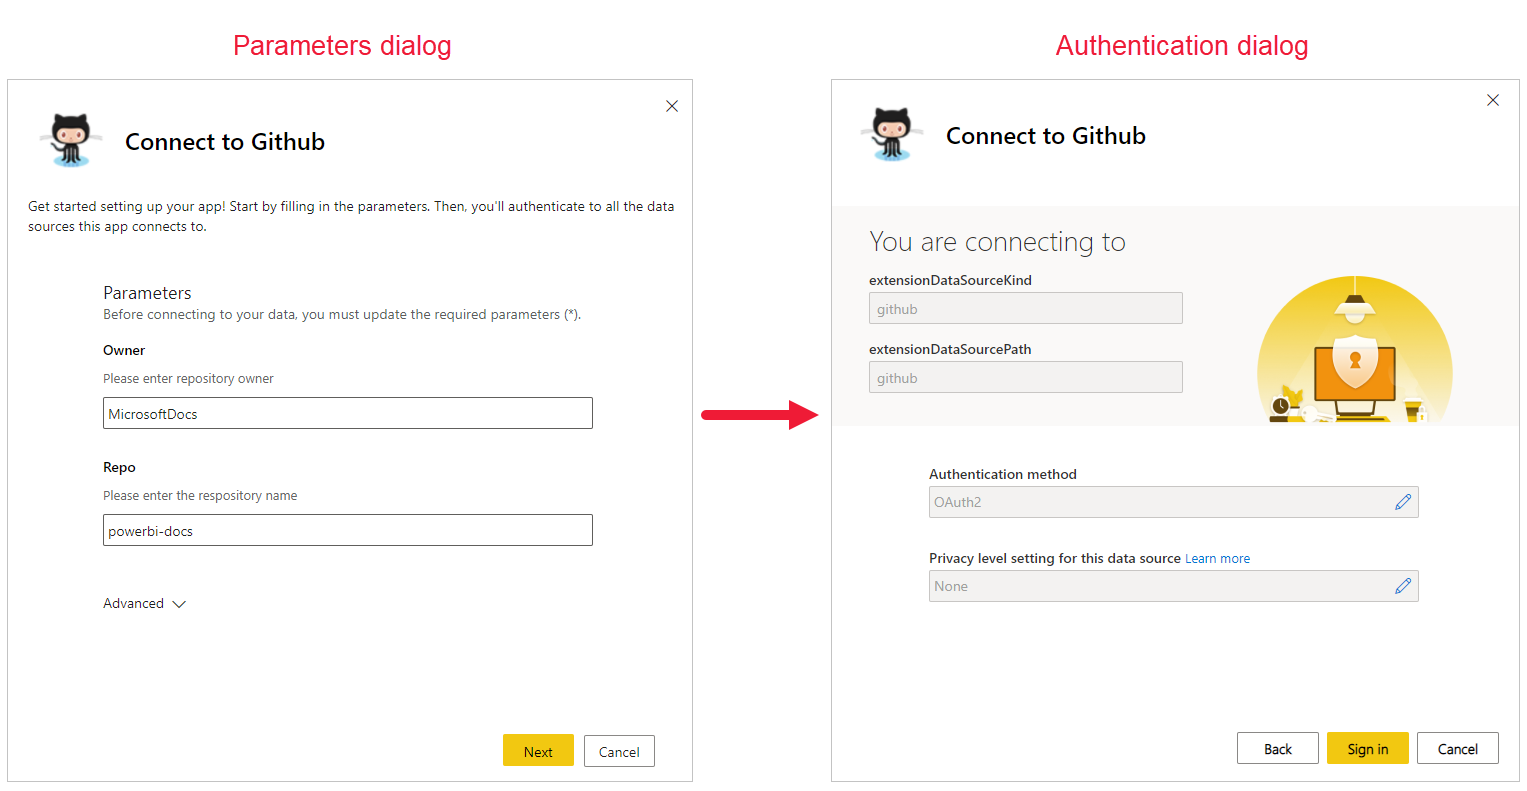 Parameters dialog
Connect to Github
Get started setting up your app! Start by filling in the parameters. Then, you'll authenticate to all the data
sources this app connects to.
Parameters
Before connecting to your data, you must update the required parameters (*).
Owner
Please enter repository owner
MicrosoftDocs
Repo
Please enter the respository name
powerbi-docs
Advanced
Next
Cancel
Authentication dialog
Connect to Github
You are connecting to
extensionDataSourceKind
github
extensionDataSourcePath
github
Authentication method
OAuth2
Privacy level setting for this data source Learn more
None
Back
Sign in
Cancel